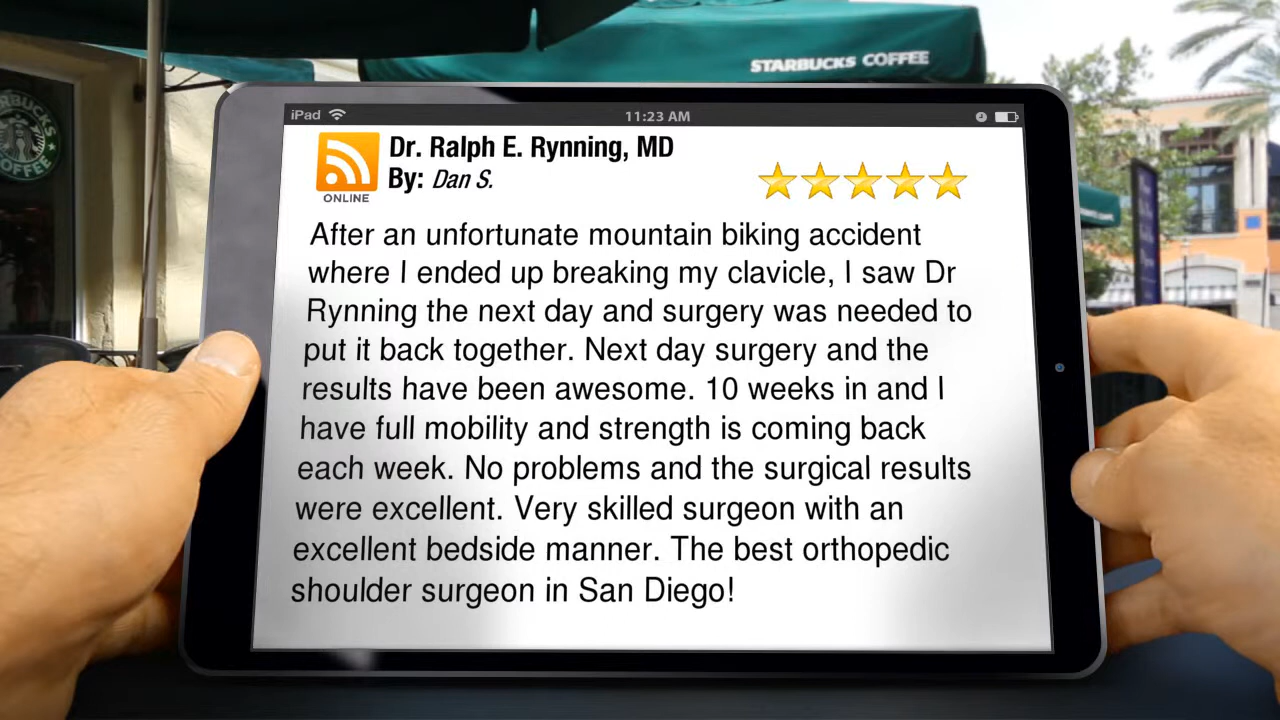 STARBUCKS COFFEE
iPad
11:23 AM
Dr. Ralph E. Rynning, MD
By: Dan S.
ONLINE
After an unfortunate mountain biking accident
where I ended up breaking my clavicle, I saw Dr
Rynning the next day and surgery was needed to
put it back together. Next day surgery and the
results have been awesome. 10 weeks in and I
have full mobility and strength is coming back
each week. No problems and the surgical results
were excellent. Very skilled surgeon with an
excellent bedside manner. The best orthopedic
shoulder surgeon in San Diego!